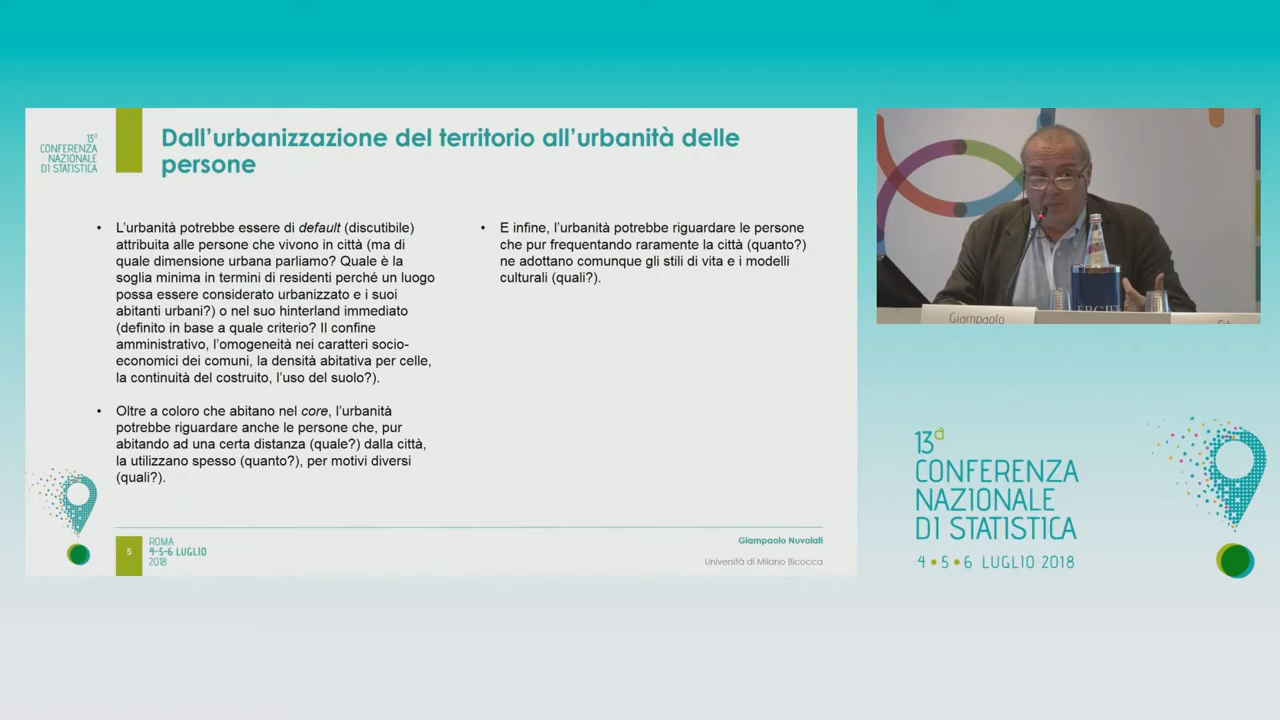 13ª
CONFERENZA
NAZIONALE
DI STATISTICA
Dall'urbanizzazione del territorio all'urbanità delle
persone
• L'urbanità potrebbe essere di default (discutibile)
attribuita alle persone che vivono in città (ma di
quale dimensione urbana parliamo? Quale è la
soglia minima in termini di residenti perché un luogo
possa essere considerato urbanizzato e i suoi
abitanti urbani?) o nel suo hinterland immediato
(definito in base a quale criterio? Il confine
amministrativo, l'omogeneità nei caratteri socio-
economici dei comuni, la densità abitativa per celle,
la continuità del costruito, l'uso del suolo?).
• Oltre a coloro che abitano nel core, l'urbanità
potrebbe riguardare anche le persone che, pur
abitando ad una certa distanza (quale?) dalla città,
la utilizzano spesso (quanto?), per motivi diversi
(quali?).
• E infine, l'urbanità potrebbe riguardare le persone
che pur frequentando raramente la città (quanto?)
ne adottano comunque gli stili di vita e i modelli
culturali (quali?).
5
ROMA
4-5-6 LUGLIO
2018
Giampaolo Nuvolati
Università di Milano Bicocca
Giampaolo
13ª
CONFERENZA
NAZIONALE
DI STATISTICA
4 • 5 • 6 LUGLIO 2018